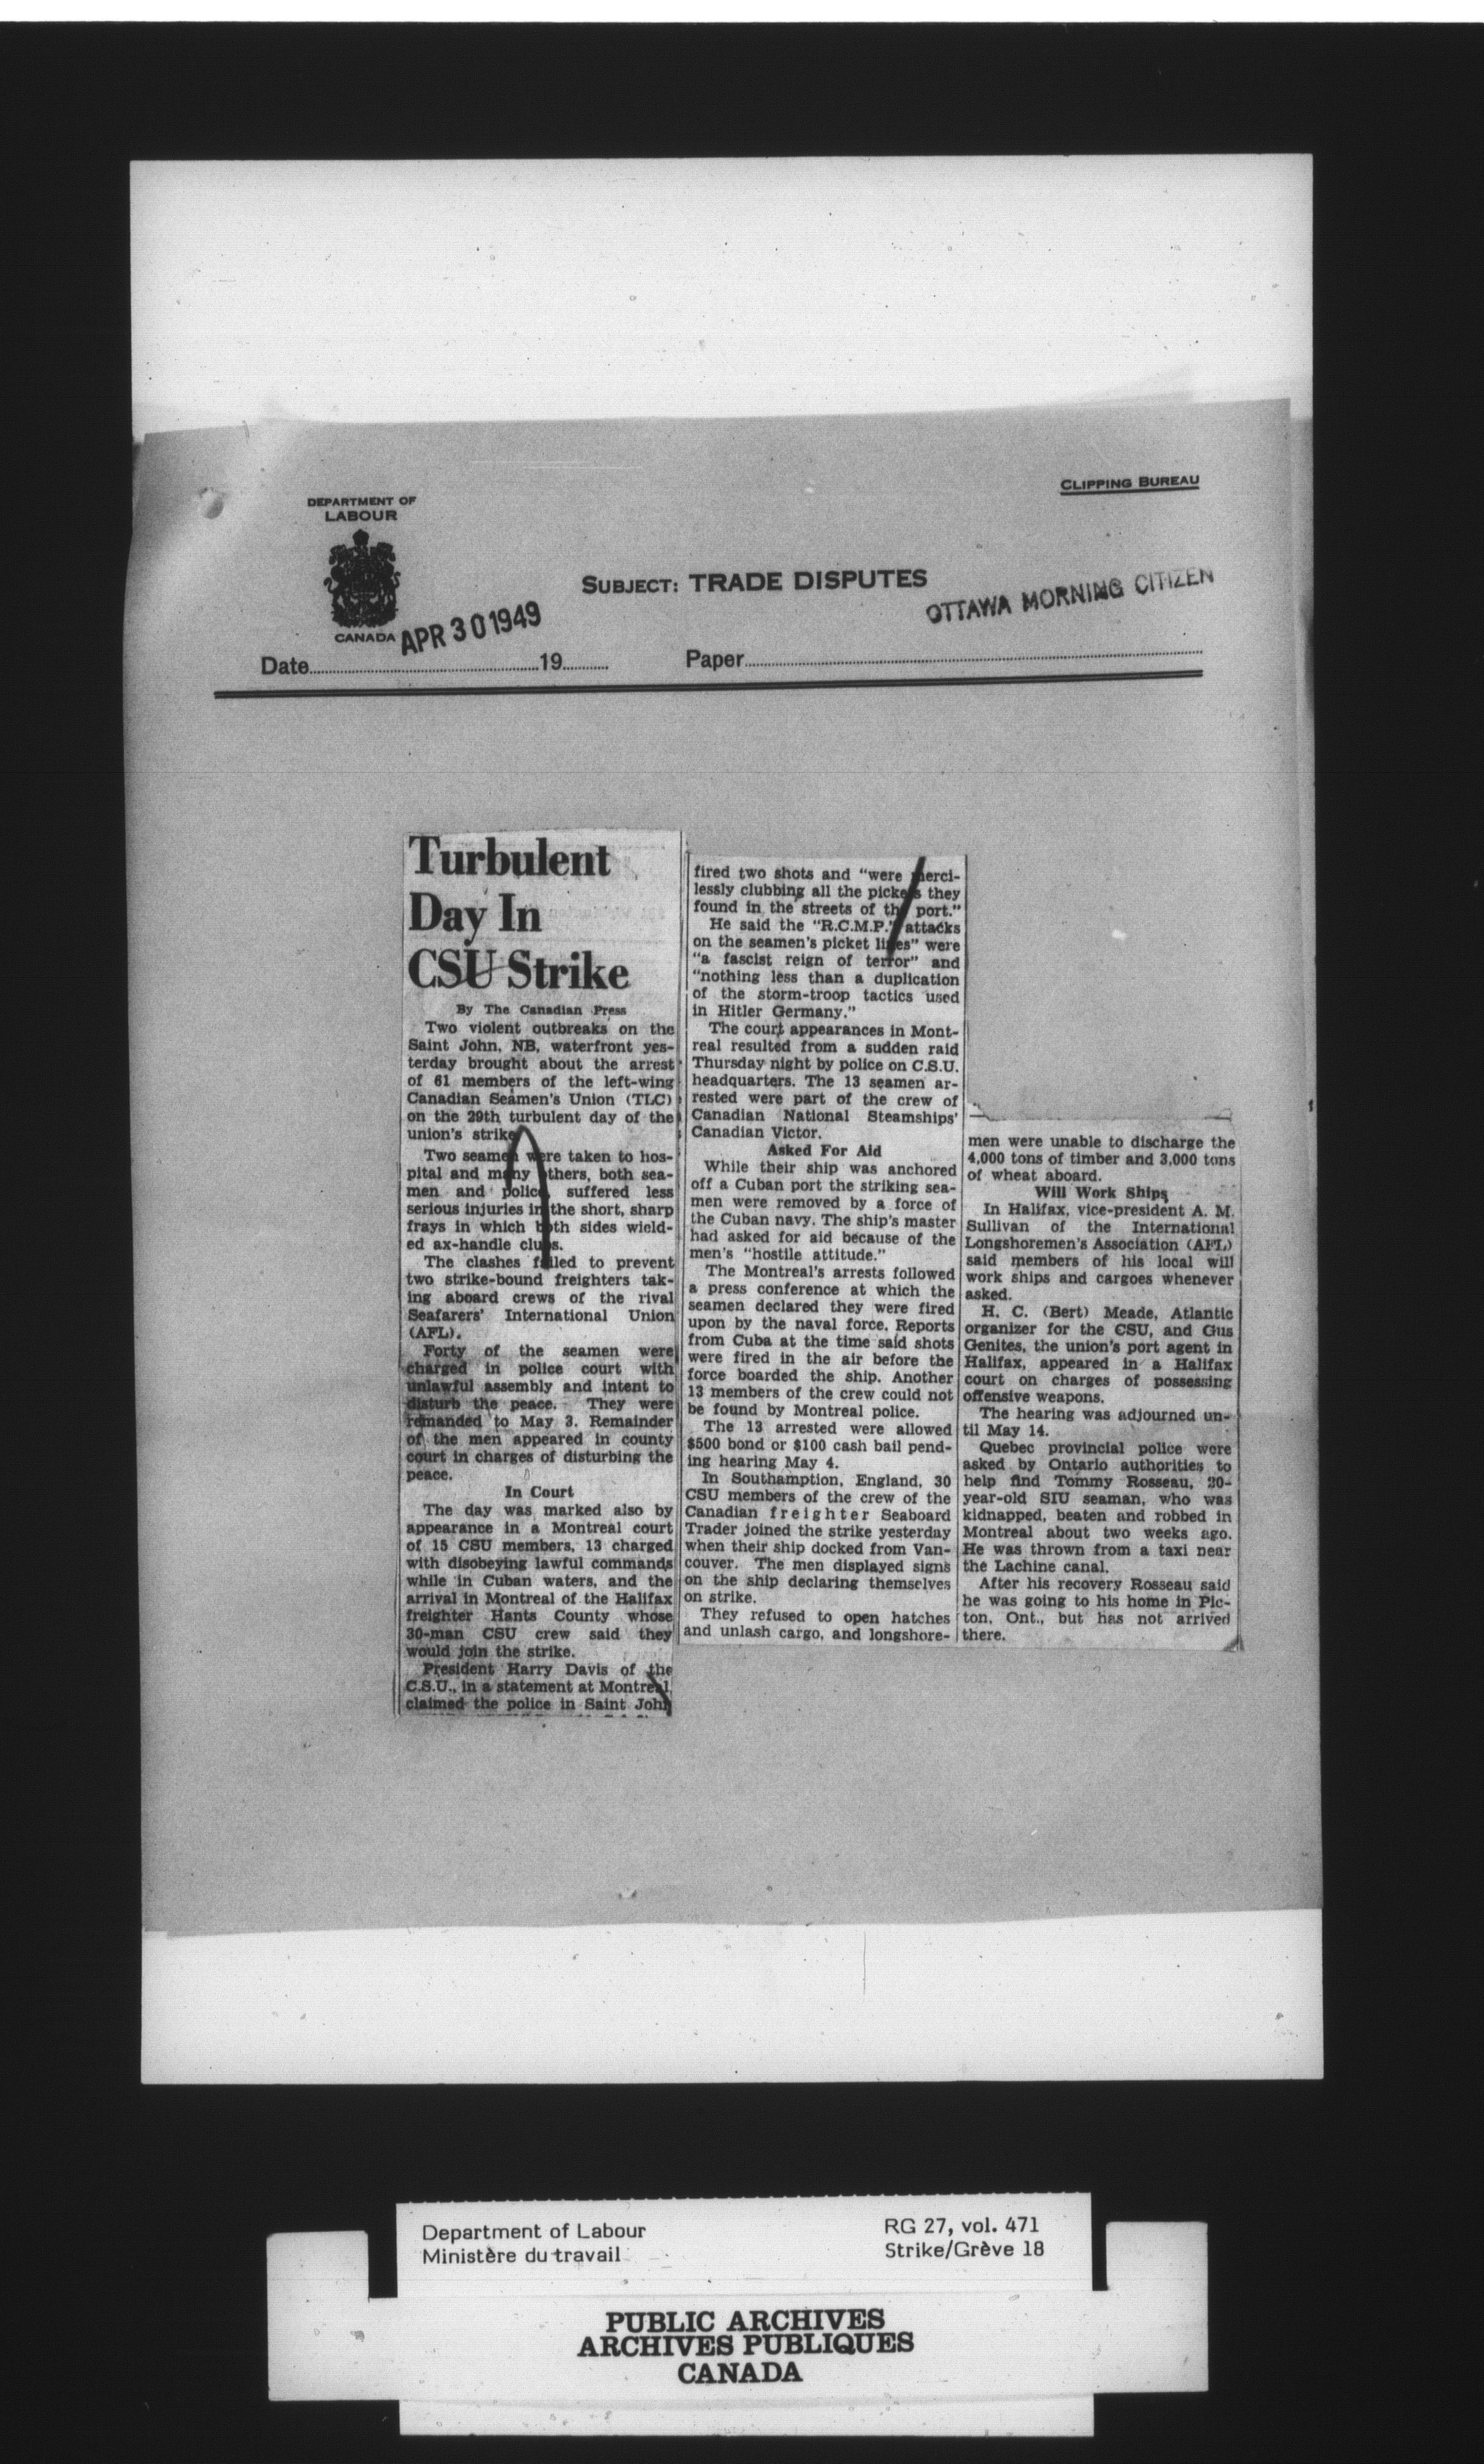 DEPARTMENT OF
LABOUR
CANADA
CLIPPING BUREAU
SUBJECT: TRADE DISPUTES
OTTAWA MORNING CITIZEN
APR 30 1949
Date 19
Paper
Turbulent
Day In
CSU Strike
By The Canadian Press
Two violent outbreaks on the
Saint John, NB, waterfront yes-
terday brought about the arrest
of 61 members of the left-wing
Canadian Seamen's Union (TLC)
on the 29th turbulent day of the
union's strike.
Two seamen were taken to hos-
pital and many others, both sea-
men and police, suffered less
serious injuries in the short, sharp
frays in which both sides wield-
ed ax-handle clubs.
The clashes failed to prevent
two strike-bound freighters tak-
ing aboard crews of the rival
Seafarers' International Union
(AFL).
Forty of the seamen were
charged in police court with
unlawful assembly and intent to
disturb the peace. They were
remanded to May 3. Remainder
of the men appeared in county
court in charges of disturbing the
peace.
In Court
The day was marked also by
appearance in a Montreal court
of 15 CSU members, 13 charged
with disobeying lawful commands
while in Cuban waters, and the
arrival in Montreal of the Halifax
freighter Hants County whose
30-man CSU crew said they
would join the strike.
President Harry Davis of the
C.S.U., in a statement at Montreal,
claimed the police in Saint John
fired two shots and "were merci-
lessly clubbing all the pickets they
found in the streets of the port."
He said the "R.C.M.P." attacks
on the seamen's picket lines" were
"a fascist reign of terror" and
"nothing less than a duplication
of the storm-troop tactics used
in Hitler Germany."
The court appearances in Mont-
real resulted from a sudden raid
Thursday night by police on C.S.U.
headquarters. The 13 seamen ar-
rested were part of the crew of
Canadian National Steamships'
Canadian Victor.
Asked For Aid
While their ship was anchored
off a Cuban port the striking sea-
men were removed by a force of
the Cuban navy. The ship's master
had asked for aid because of the
men's "hostile attitude."
The Montreal's arrests followed
a press conference at which the
seamen declared they were fired
upon by the naval force. Reports
from Cuba at the time said shots
were fired in the air before the
force boarded the ship. Another
13 members of the crew could not
be found by Montreal police.
The 13 arrested were allowed
$500 bond or $100 cash bail pend-
ing hearing May 4.
In Southampton, England, 30
CSU members of the crew of the
Canadian freighter Seaboard
Trader joined the strike yesterday
when their ship docked from Van-
couver. The men displayed signs
on the ship declaring themselves
on strike.
They refused to open hatches
and unlash cargo, and longshore-
men were unable to discharge the
4,000 tons of timber and 3,000 tons
of wheat aboard.
Will Work Ships
In Halifax, vice-president A. M.
Sullivan of the International
Longshoremen's Association (AFL)
said members of his local will
work ships and cargoes whenever
asked.
H. C. (Bert) Meade, Atlantic
organizer for the CSU, and Gus
Genites, the union's port agent in
Halifax, appeared in a Halifax
court on charges of possessing
offensive weapons.
The hearing was adjourned un-
til May 14.
Quebec provincial police were
asked by Ontario authorities to
help find Tommy Rosseau, 20-
year-old SIU seaman, who was
kidnapped, beaten and robbed in
Montreal about two weeks ago.
He was thrown from a taxi near
the Lachine canal.
After his recovery Rosseau said
he was going to his home in Pic-
ton, Ont., but has not arrived
there.
Department of Labour
Ministère du travail
RG 27, vol. 471
Strike/Grève 18
PUBLIC ARCHIVES
ARCHIVES PUBLIQUES
CANADA